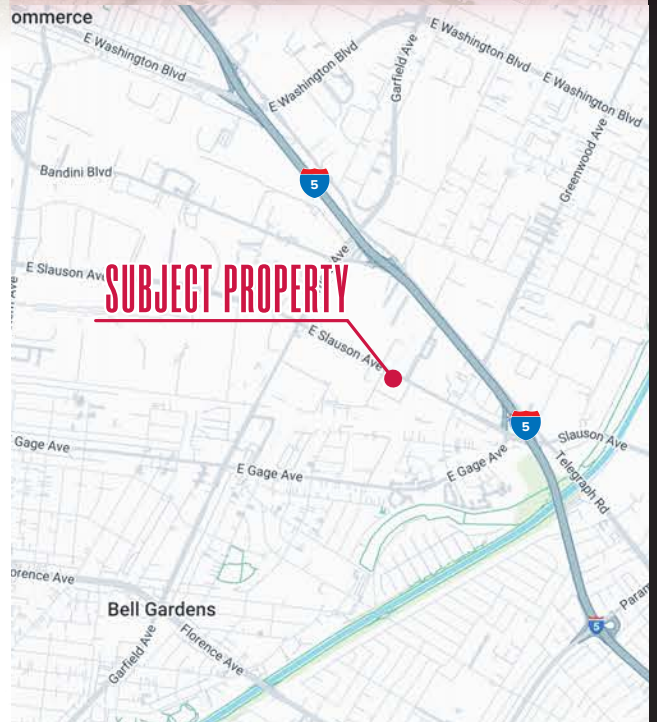 ommerce
E Washington Blvd
E Washington Blvd
Garfield Ave
E Washington Blvd
E Washington Blvd
Greenwood Ave
Bandini Blvd
5
E Slauson Ave
Ave
SUBJECT PROPERTY
E Slauson Ave
5
Slauson Ave
Gage Ave
E Gage Ave
E Gage Ave
Telegraph Rd
orence Ave
Bell Gardens
Florence Ave
Garfield Ave
5
Param